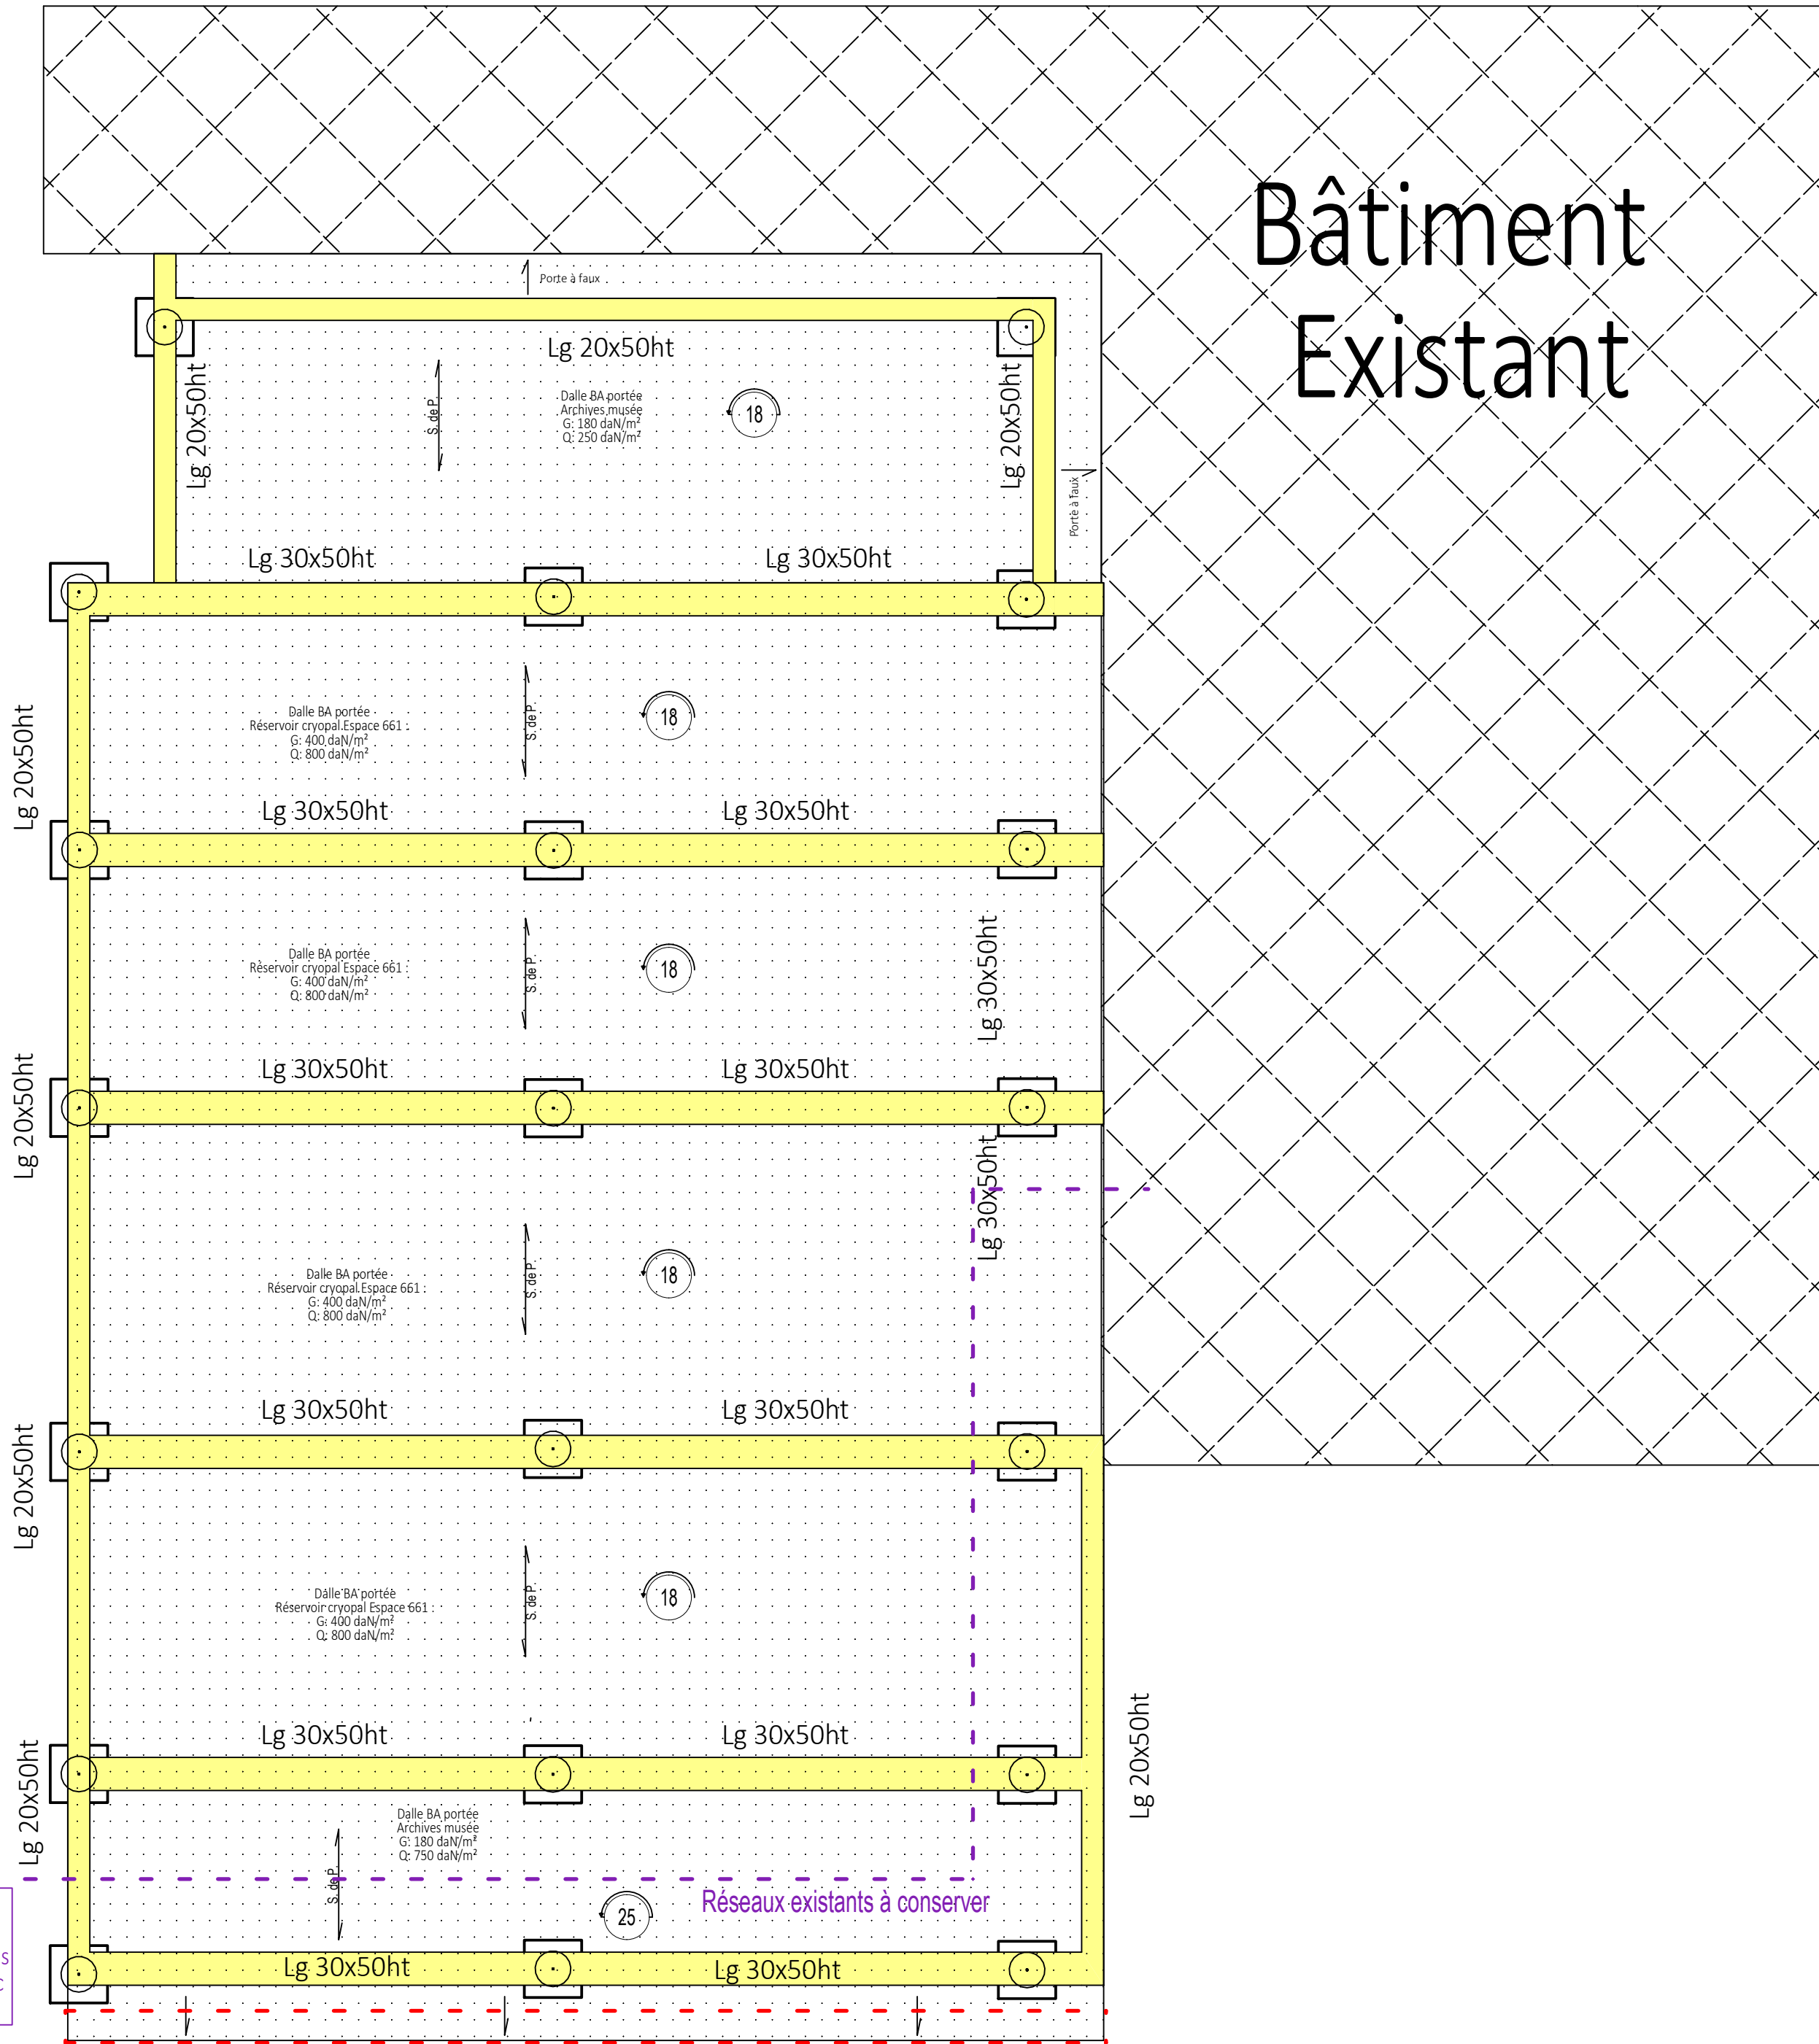 Bâtiment
Existant
Porte à faux
Lg 20x50ht
Lg 20x50ht
S. de P.
Dalle BA portée
Archives musée
G: 180 daN/m²
Q: 250 daN/m²
18
Lg 20x50ht
Porte à faux
Lg 30x50ht
Lg 30x50ht
Lg 20x50ht
Dalle BA portée
Réservoir cryopal Espace 661 :
G: 400 daN/m²
Q: 800 daN/m²
S. de P.
18
Lg 30x50ht
Lg 30x50ht
Dalle BA portée
Réservoir cryopal Espace 661 :
G: 400 daN/m²
Q: 800 daN/m²
S. de P.
18
Lg 30x50ht
Lg 20x50ht
Lg 30x50ht
Lg 30x50ht
Lg 30x50ht
Dalle BA portée
Réservoir cryopal Espace 661 :
G: 400 daN/m²
Q: 800 daN/m²
S. de P.
18
Lg 20x50ht
Lg 30x50ht
Lg 30x50ht
Dalle BA portée
Réservoir cryopal Espace 661 :
G: 400 daN/m²
Q: 800 daN/m²
S. de P.
18
Lg 20x50ht
Lg 30x50ht
Lg 30x50ht
Lg 20x50ht
Dalle BA portée
Archives musée
G: 180 daN/m²
Q: 750 daN/m²
S. de P.
25
Réseaux existants à conserver
Lg 30x50ht
Lg 30x50ht